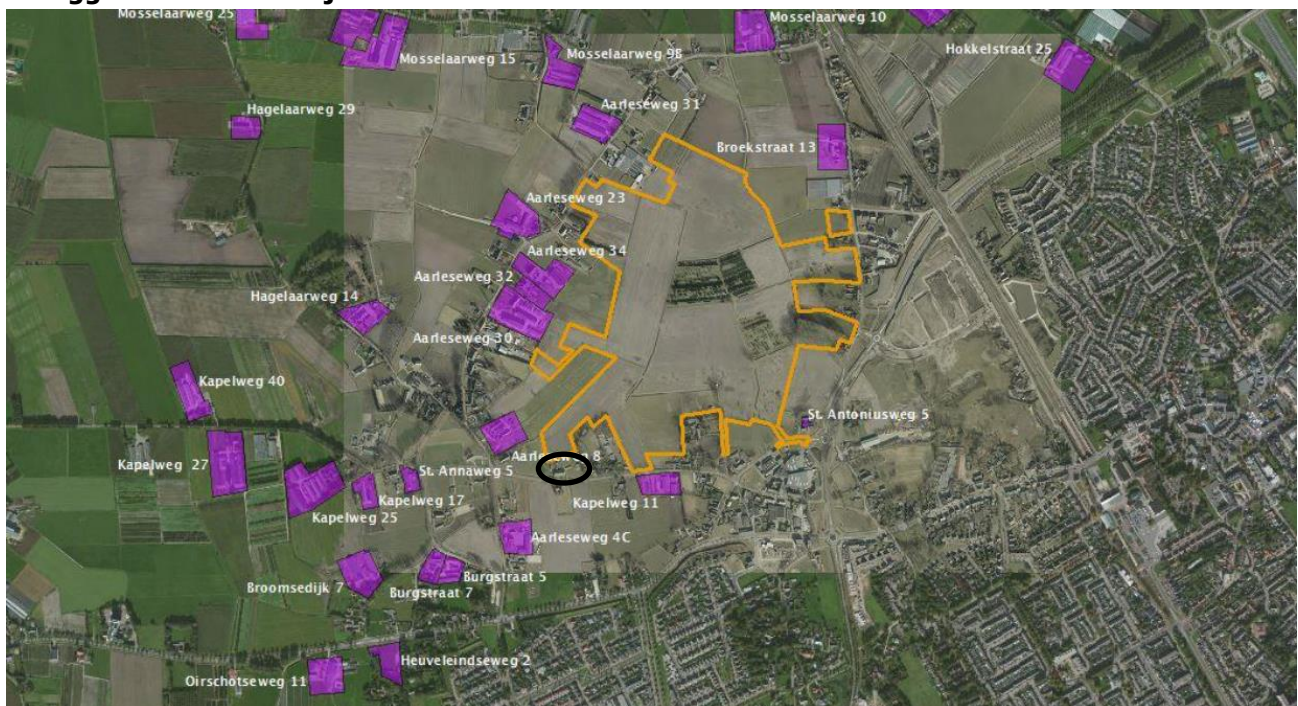 Mosselaarweg 25
Mosselaarweg 10
Mosselaarweg 15
Mosselaarweg 9B
Hokkelstraat 25
Hagelaarweg 29
Aarleseweg 31
Broekstraat 13
Aarleseweg 23
Aarleseweg 34
Aarleseweg 32
Hagelaarweg 14
Aarleseweg 30
Kapelweg 40
St. Antoniusweg 5
Aarleseweg 8
Kapelweg 27
St. Annaweg 5
Kapelweg 17
Kapelweg 11
Kapelweg 25
Aarleseweg 4C
Burgstraat 5
Broomsedijk 7
Burgstraat 7
Heuveleindseweg 2
Oirschotseweg 11